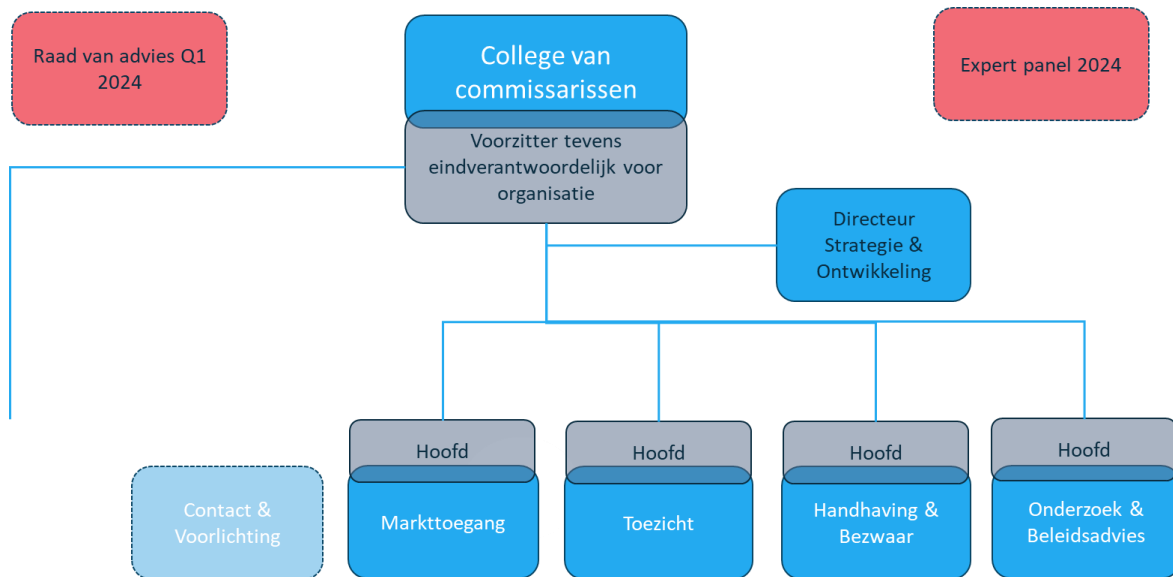 Raad van advies Q1
2024
College van
commissarissen
Expert panel 2024
Voorzitter tevens
eindverantwoordelijk voor
organisatie
Directeur
Strategie &
Ontwikkeling
Hoofd
Hoofd
Hoofd
Hoofd
Contact &
Voorlichting
Markttoegang
Toezicht
Handhaving &
Bezwaar
Onderzoek &
Beleidsadvies